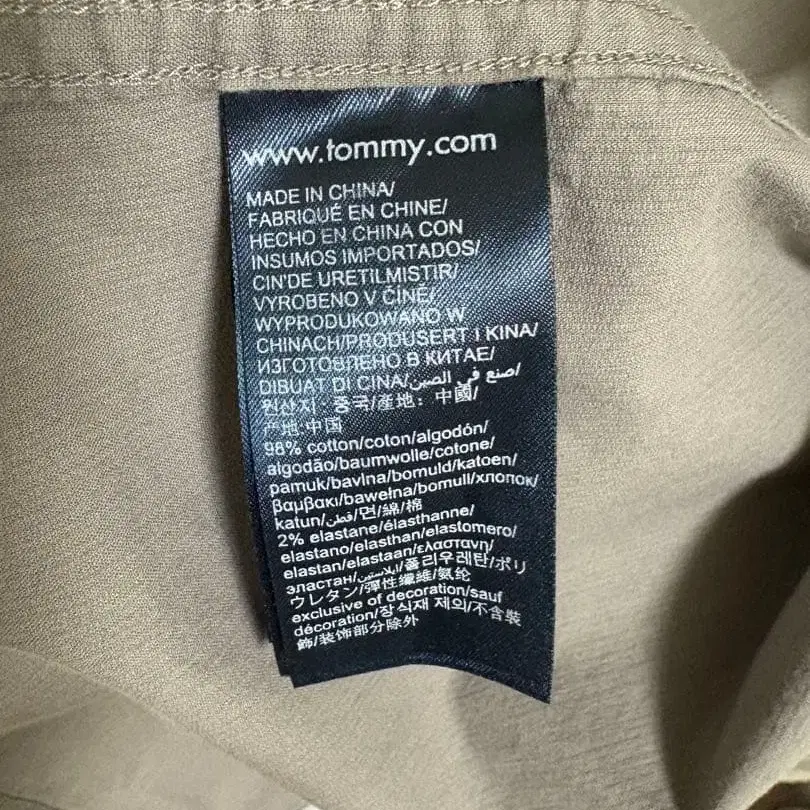 www.tommy.com
MADE IN CHINA/
FABRIQUÉ EN CHINE/
HECHO EN CHINA CON
INSUMOS IMPORTADOS/
CIN'DE URETILMISTIR/
VYROBENO V ČÍNĚ/
WYPRODUKOWANO W
CHINACH/PRODUSERT I KINA/
ИЗГОТОВЛЕНО В КИТАЕ/
DIBUAT DI CINA/صنع في الصين/
원산지: 중국/產地: 中國/
产地·中国
98% cotton/coton/algodón/
algodão/baumwolle/cotone/
pamuk/bavlna/bomuld/katoen/
βαμβακι/bawełna/bomull/хлопок/
katun/قطن/면/綿/棉
2% elastane/élasthanne/
elastano/elasthan/elastomero/
elastan/elastaan/ελασταvη/
эластан/ايلاستين/폴리우레탄/ポリ
ウレタン/彈性纖維/氨纶
exclusive of decoration/sauf
décoration/장식재 제외/不含裝
飾/装饰部分除外